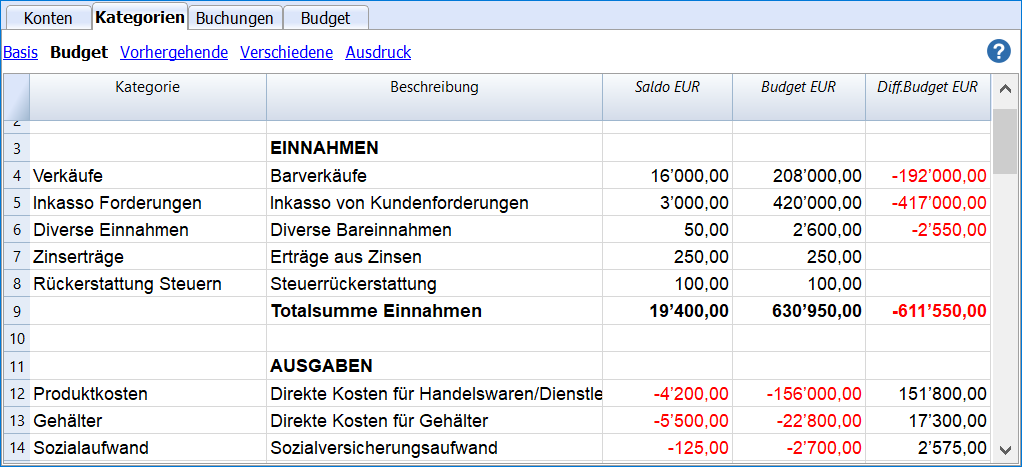 Konten Kategorien Buchungen Budget
Basis Budget Vorhergehende Verschiedene Ausdruck ?
Kategorie Beschreibung Saldo EUR Budget EUR Diff.Budget EUR
2
3 EINNAHMEN
4 Verkäufe Barverkäufe 16’000,00 208’000,00 -192’000,00
5 Inkasso Forderungen Inkasso von Kundenforderungen 3’000,00 420’000,00 -417’000,00
6 Diverse Einnahmen Diverse Bareinnahmen 50,00 2’600,00 -2’550,00
7 Zinserträge Erträge aus Zinsen 250,00 250,00
8 Rückerstattung Steuern Steuerrückerstattung 100,00 100,00
9 Totalsumme Einnahmen 19’400,00 630’950,00 -611’550,00
10
11 AUSGABEN
12 Produktkosten Direkte Kosten für Handelswaren/Dienstle -4’200,00 -156’000,00 151’800,00
13 Gehälter Direkte Kosten für Gehälter -5’500,00 -22’800,00 17’300,00
14 Sozialaufwand Sozialversicherungsaufwand -125,00 -2’700,00 2’575,00